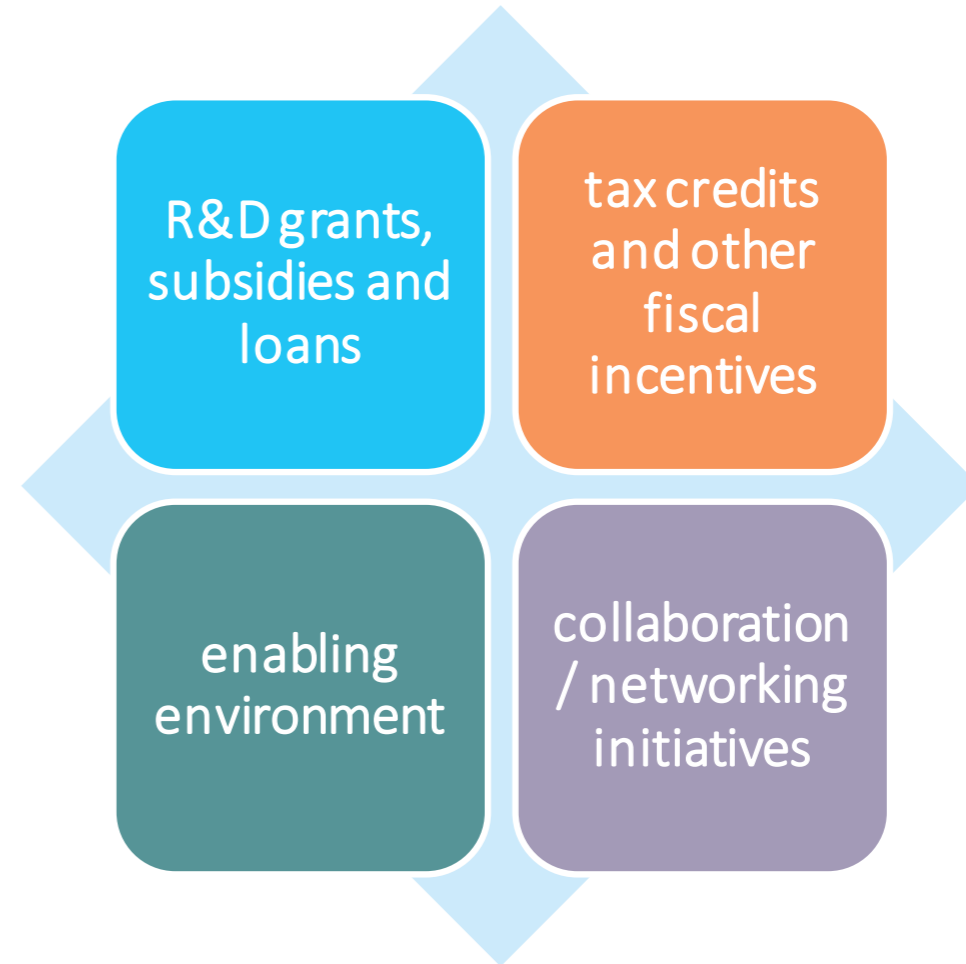 R&D grants,
subsidies and
loans
tax credits
and other
fiscal
incentives
enabling
environment
collaboration
/ networking
initiatives